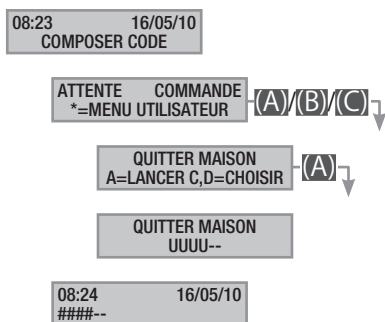 08:23 16/05/10
COMPOSER CODE
ATTENTE COMMANDE
*=MENU UTILISATEUR
(A)/(B)/(C)
QUITTER MAISON
A=LANCER C,D=CHOISIR
(A)
QUITTER MAISON
UUUU--
08:24 16/05/10
####--